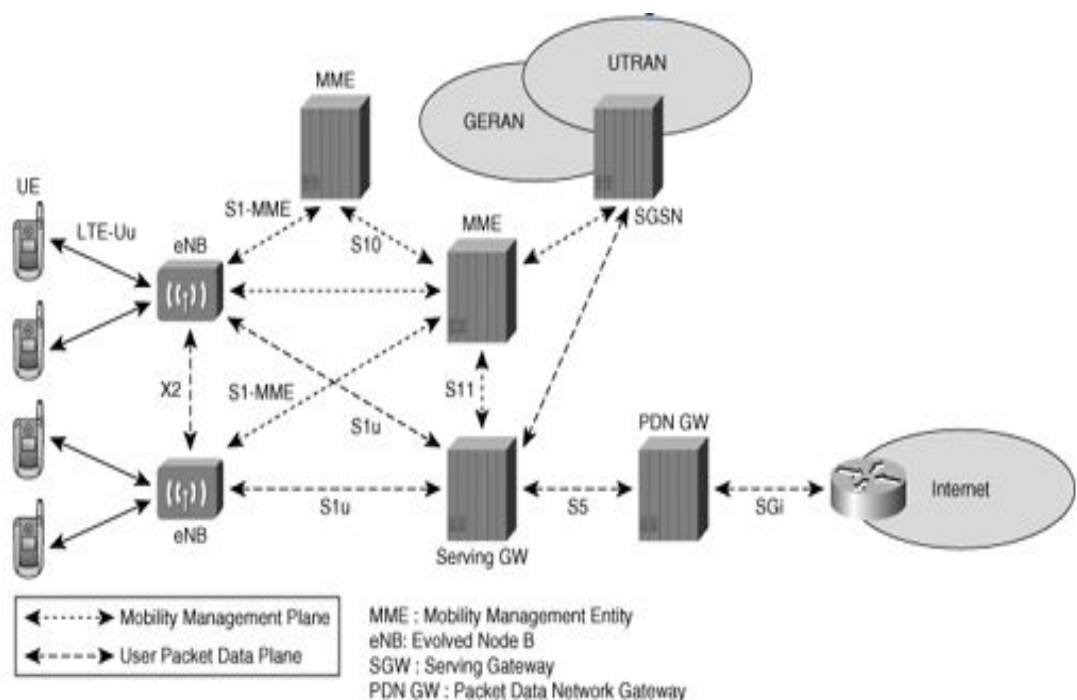 UTRAN
MME
GERAN
UE
S1-MME
MME
SGSN
LTE-Uu
eNB
S10
X2
S1-MME
S11
S1u
PDN GW
Internet
S1u
S5
SGi
eNB
Serving GW
Mobility Management Plane
User Packet Data Plane
MME : Mobility Management Entity
eNB: Evolved Node B
SGW : Serving Gateway
PDN GW : Packet Data Network Gateway